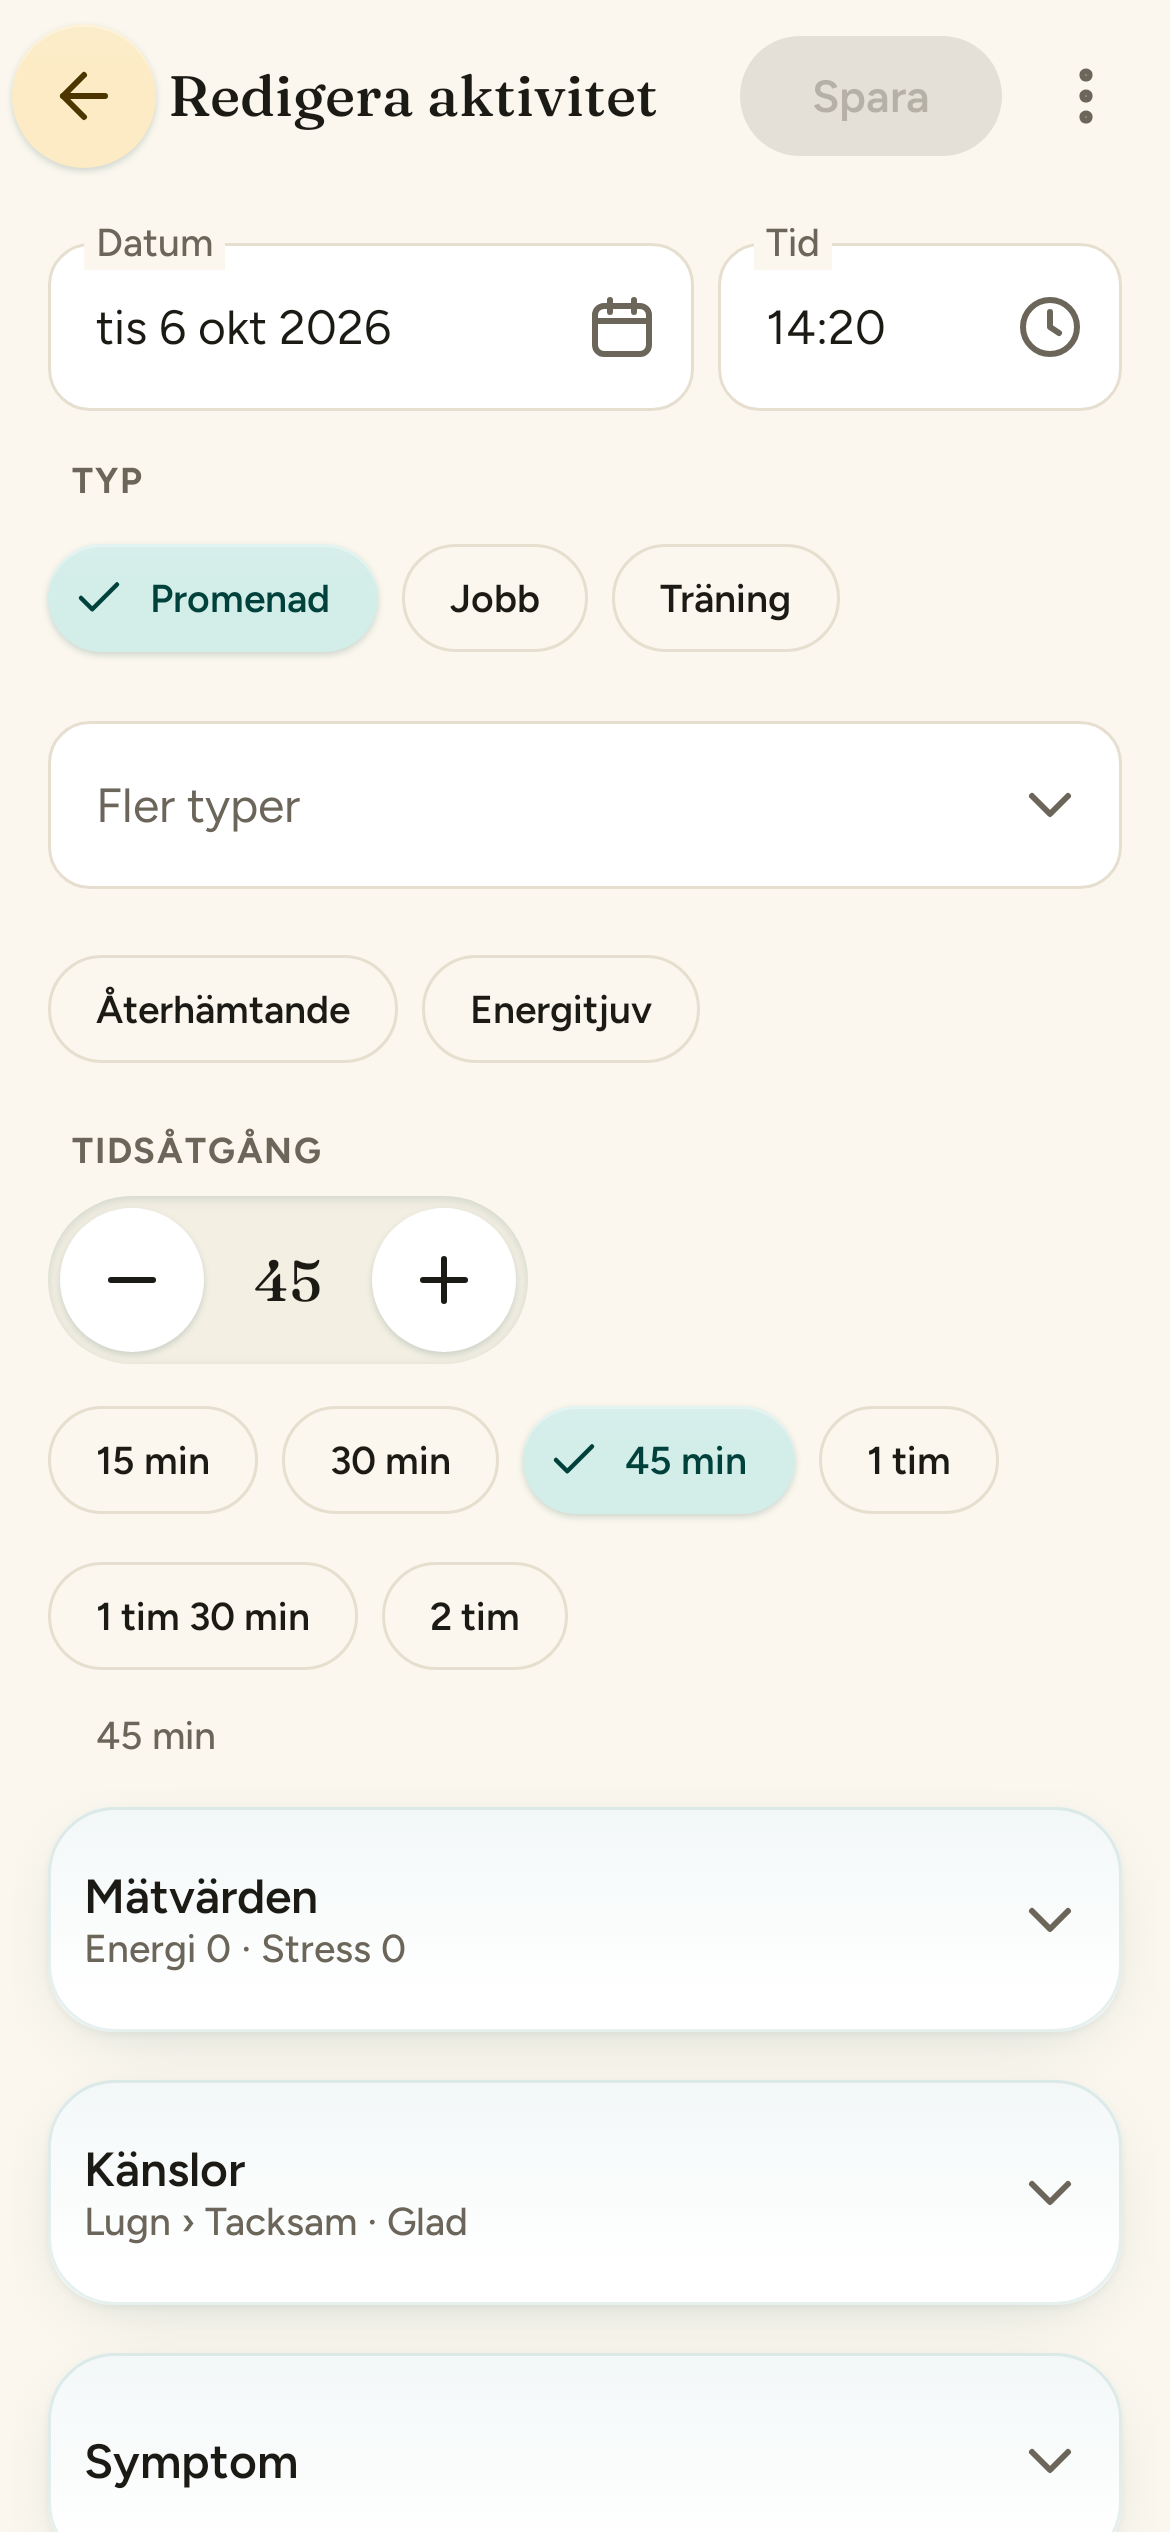 Redigera aktivitet
Spara
Datum
Tid
tis 6 okt 2026
14:20
TYP
Promenad
Jobb
Träning
Fler typer
Återhämtande
Energitjuv
TIDSÅTGÅNG
45
15 min
30 min
45 min
1 tim
1 tim 30 min
2 tim
45 min
Mätvärden
Energi 0 · Stress 0
Känslor
Lugn › Tacksam · Glad
Symptom